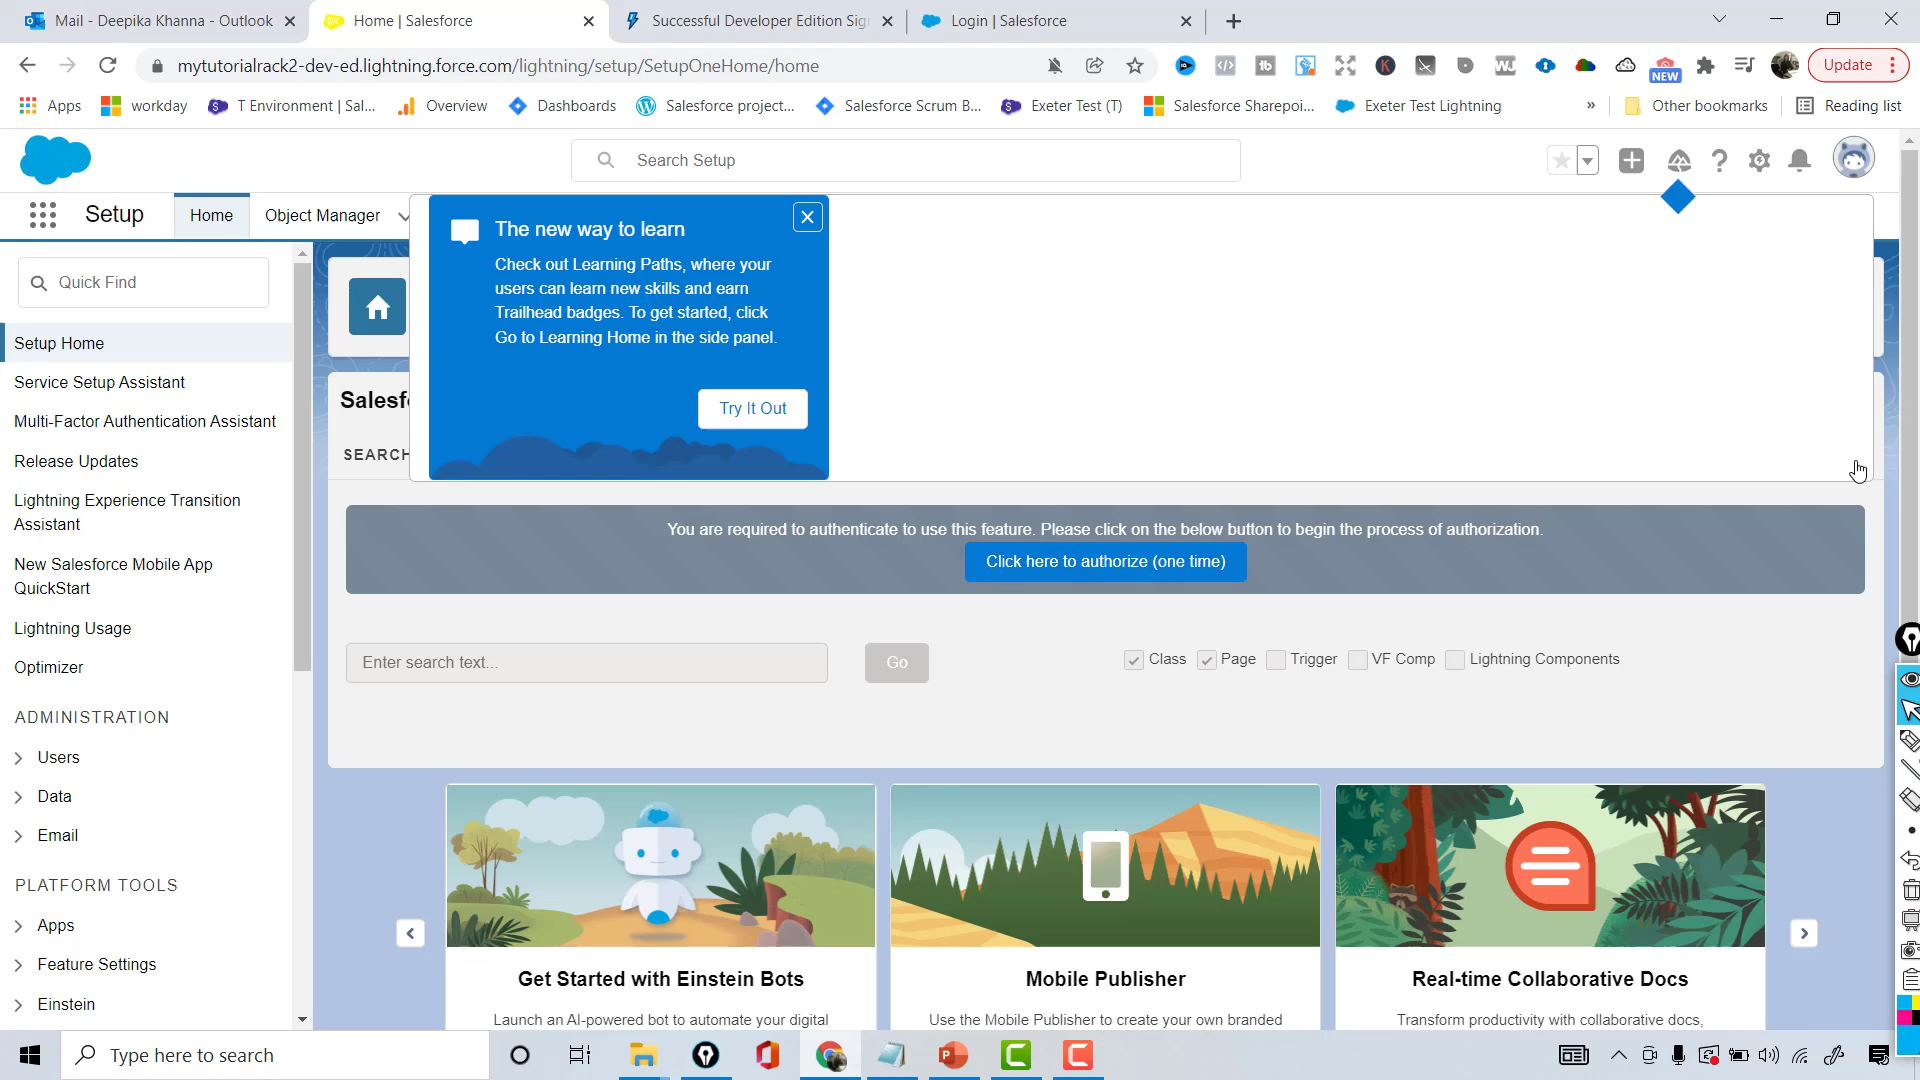 Mail - Deepika Khanna - Outlook
Home | Salesforce
Successful Developer Edition Sig
Login | Salesforce
mytutorialrack2-dev-ed.lightning.force.com/lightning/setup/SetupOneHome/home
NEW
Update
Apps
workday
T Environment | Sal...
Overview
Dashboards
Salesforce project...
Salesforce Scrum B...
Exeter Test (T)
Salesforce Sharepoi...
Exeter Test Lightning
»
Other bookmarks
Reading list
Search Setup
Setup
Home
Object Manager
The new way to learn
Check out Learning Paths, where your
users can learn new skills and earn
Trailhead badges. To get started, click
Go to Learning Home in the side panel.
Try It Out
Quick Find
Setup Home
Service Setup Assistant
Multi-Factor Authentication Assistant
Release Updates
Lightning Experience Transition
Assistant
New Salesforce Mobile App
QuickStart
Lightning Usage
Optimizer
ADMINISTRATION
Users
Data
Email
PLATFORM TOOLS
Apps
Feature Settings
Einstein
Salesf
SEARCH
You are required to authenticate to use this feature. Please click on the below button to begin the process of authorization.
Click here to authorize (one time)
Enter search text...
Go
Class
Page
Trigger
VF Comp
Lightning Components
Get Started with Einstein Bots
Launch an AI-powered bot to automate your digital
Mobile Publisher
Use the Mobile Publisher to create your own branded
Real-time Collaborative Docs
Transform productivity with collaborative docs,
Type here to search